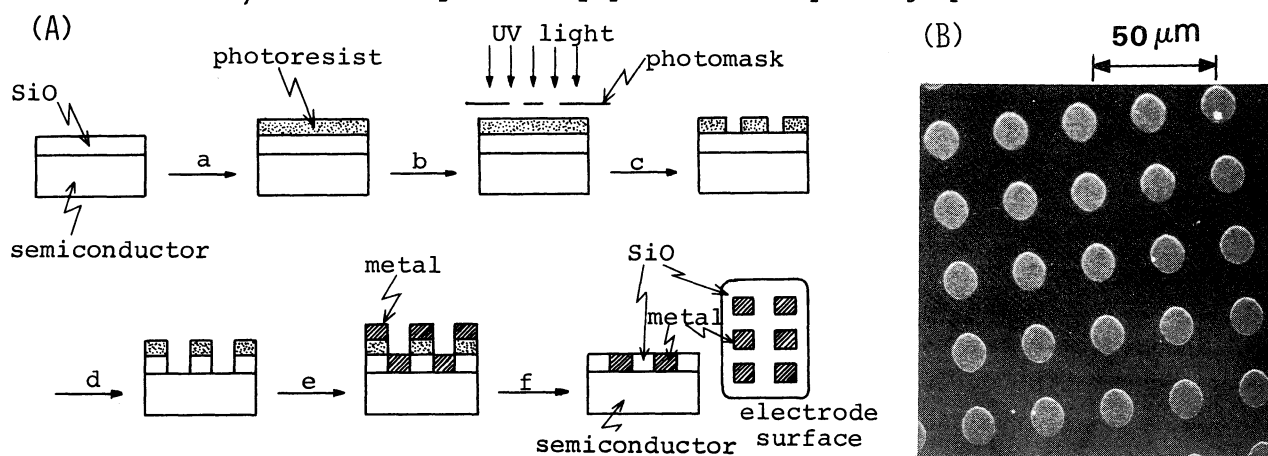 (A)
photoresist
SiO
semiconductor
a
UV light
photomask
b
c
d
metal
e
f
SiO
metal
semiconductor
electrode
surface
(B)
50 μm